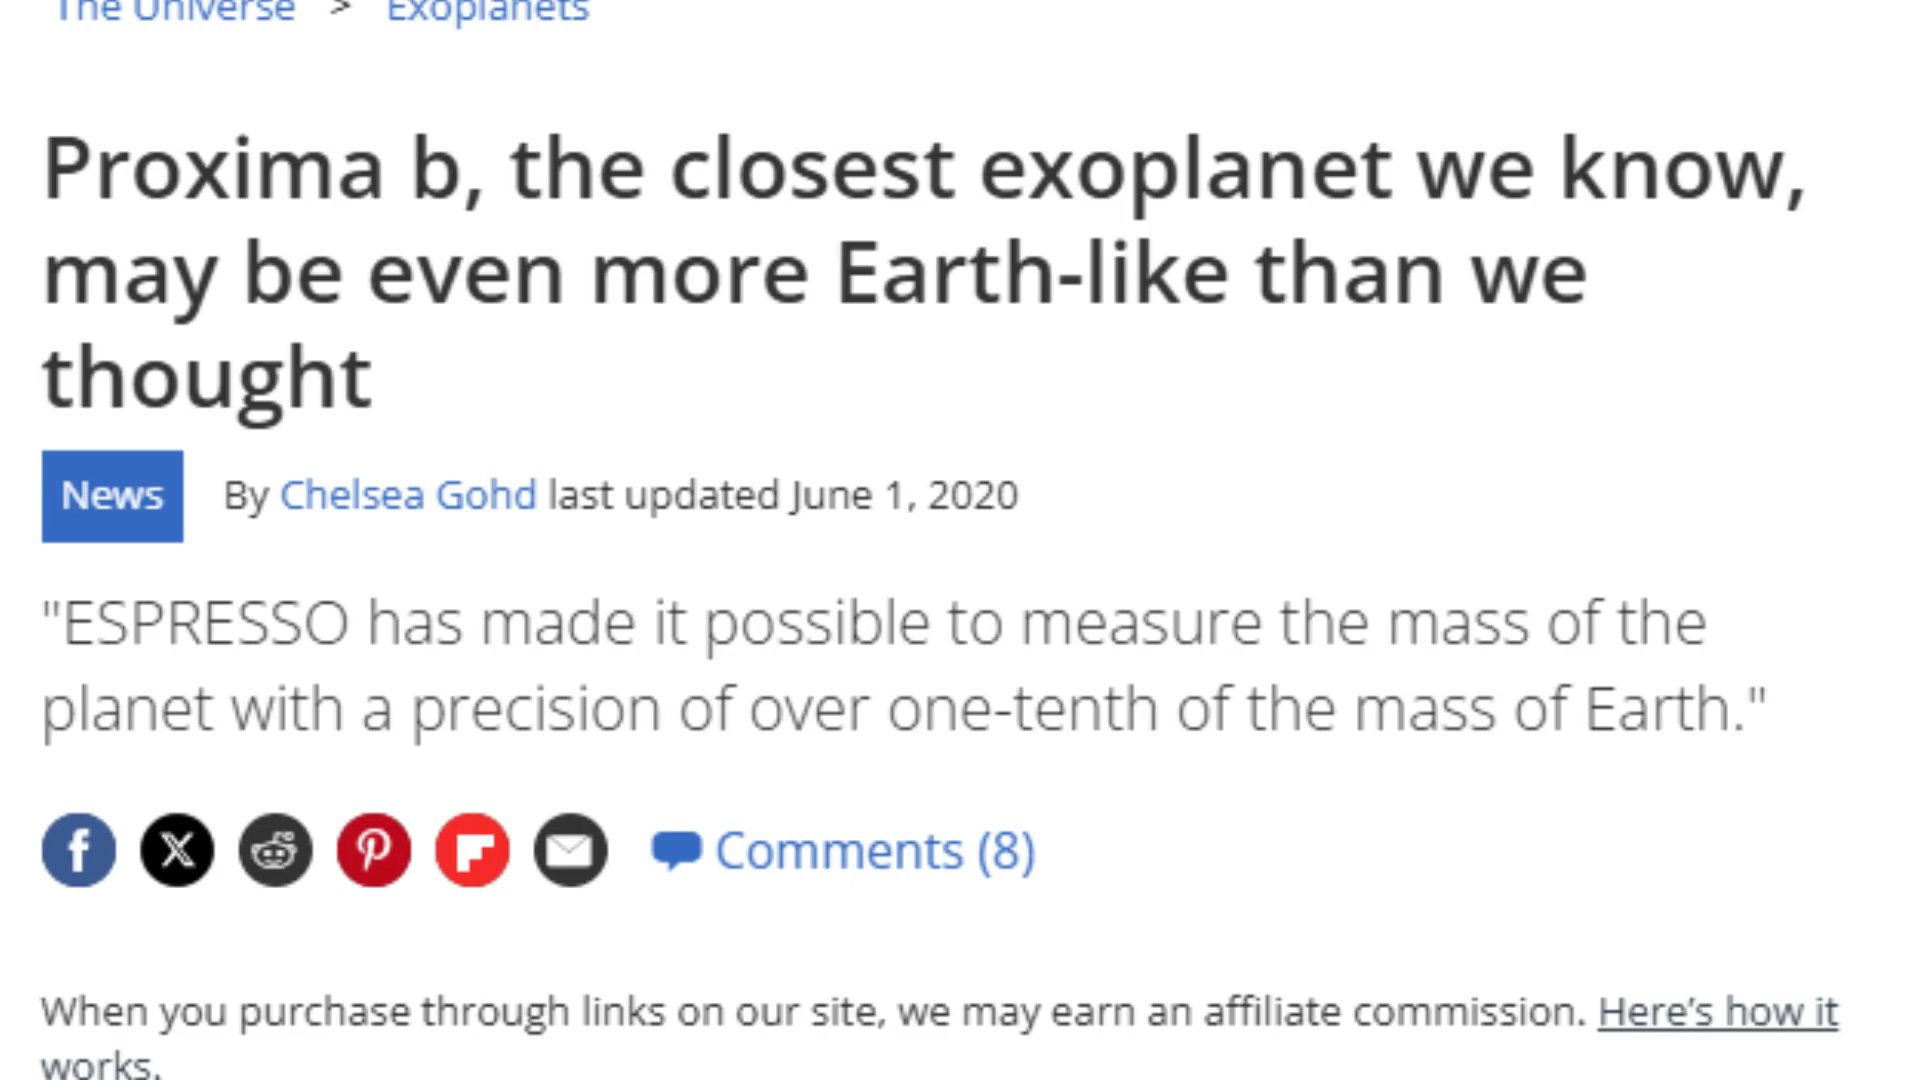 The Universe > Exoplanets
Proxima b, the closest exoplanet we know,
may be even more Earth-like than we
thought
News By Chelsea Gohd last updated June 1, 2020
"ESPRESSO has made it possible to measure the mass of the
planet with a precision of over one-tenth of the mass of Earth."
Comments (8)
When you purchase through links on our site, we may earn an affiliate commission. Here’s how it
works.